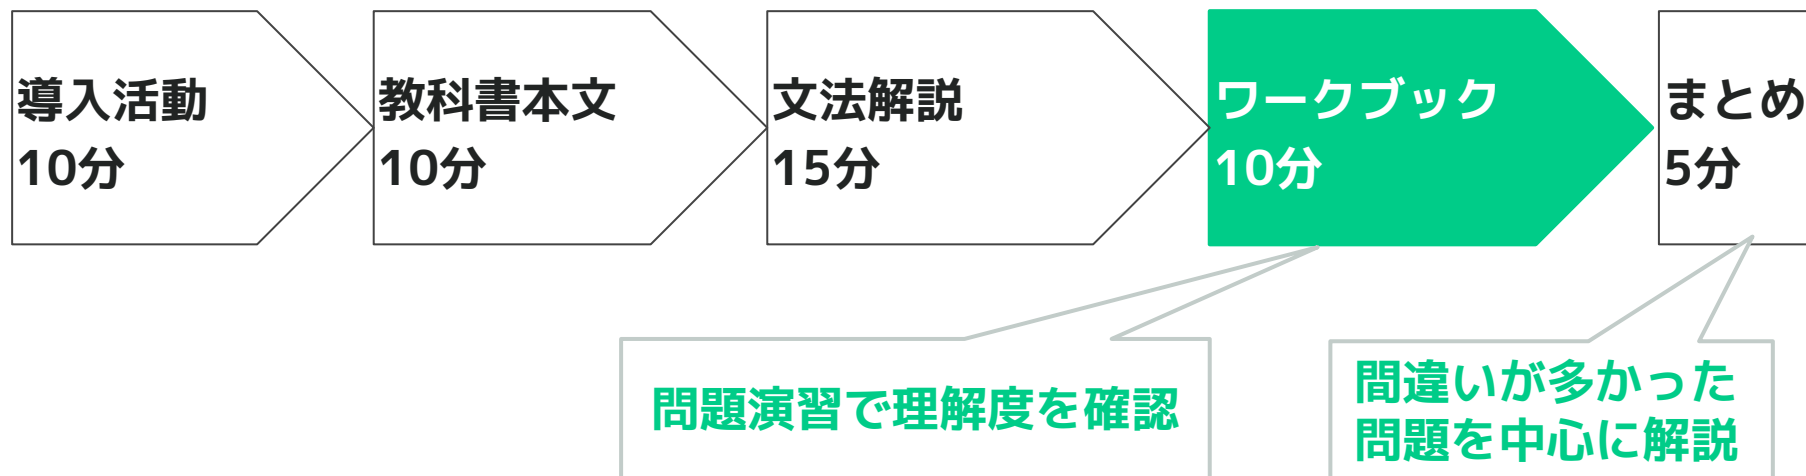 導入活動
10分
教科書本文
10分
文法解説
15分
ワークブック
10分
まとめ
5分
問題演習で理解度を確認
間違いが多かった
問題を中心に解説